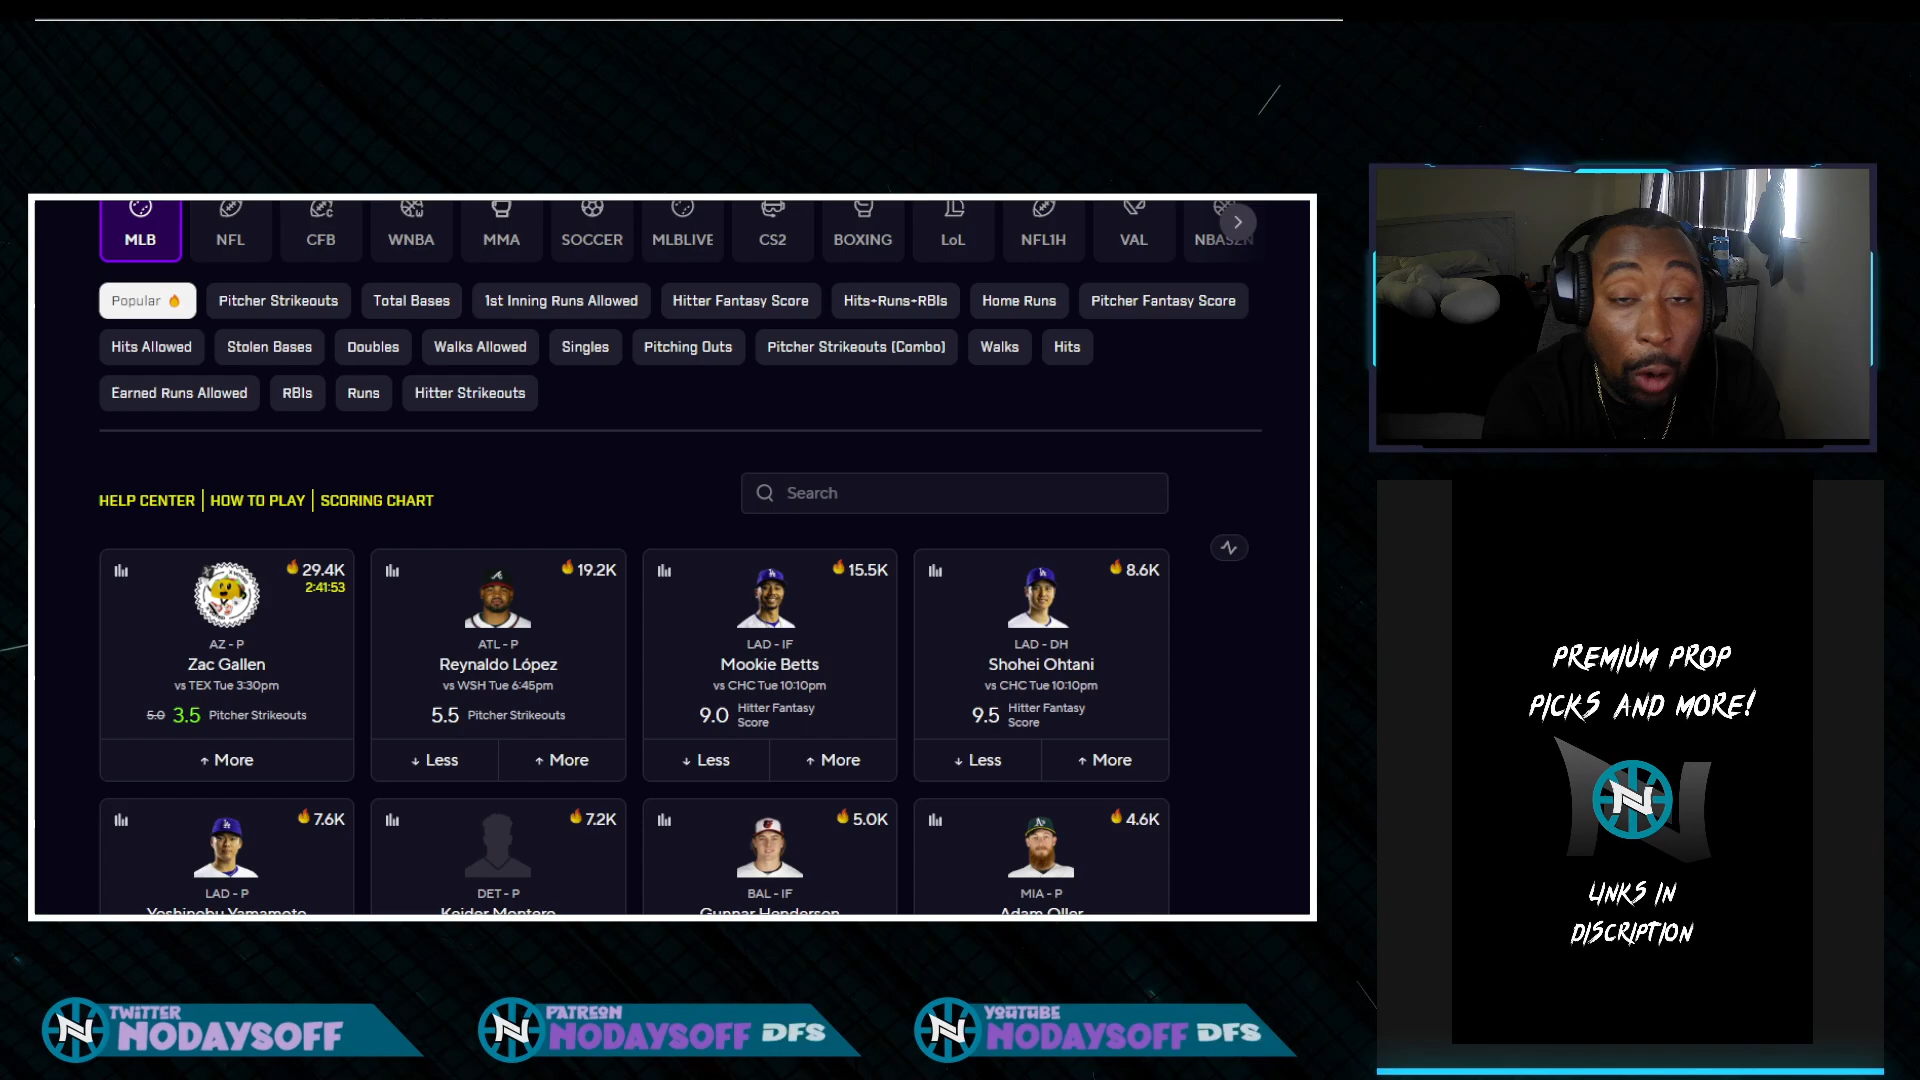 MLB
NFL
CFB
WNBA
MMA
SOCCER
MLBLIVE
CS2
BOXING
LoL
NFL1H
VAL
Popular
Pitcher Strikeouts
Total Bases
1st Inning Runs Allowed
Hitter Fantasy Score
Hits+Runs+RBIs
Home Runs
Pitcher Fantasy Score
Hits Allowed
Stolen Bases
Doubles
Walks Allowed
Singles
Pitching Outs
Pitcher Strikeouts (Combo)
Walks
Hits
Earned Runs Allowed
RBIs
Runs
Hitter Strikeouts
HELP CENTER
HOW TO PLAY
SCORING CHART
Search
29.4K
2:41:53
AZ - P
Zac Gallen
vs TEX Tue 3:30pm
5.0 3.5 Pitcher Strikeouts
More
19.2K
ATL - P
Reynaldo López
vs WSH Tue 6:45pm
5.5 Pitcher Strikeouts
Less
More
15.5K
LAD - IF
Mookie Betts
vs CHC Tue 10:10pm
9.0 Hitter Fantasy
Score
Less
More
8.6K
LAD - DH
Shohei Ohtani
vs CHC Tue 10:10pm
9.5 Hitter Fantasy
Score
Less
More
7.6K
LAD - P
Yoshinobu Yamamoto
7.2K
DET - P
Keider Montero
5.0K
BAL - IF
Gunnar Henderson
4.6K
MIA - P
Adam Oller
PREMIUM PROP
PICKS AND MORE!
N
LINKS IN
DISCRIPTION
N
TWITTER
NODAYSOFF
N
PATREON
NODAYSOFF DFS
N
YOUTUBE
NODAYSOFF DFS